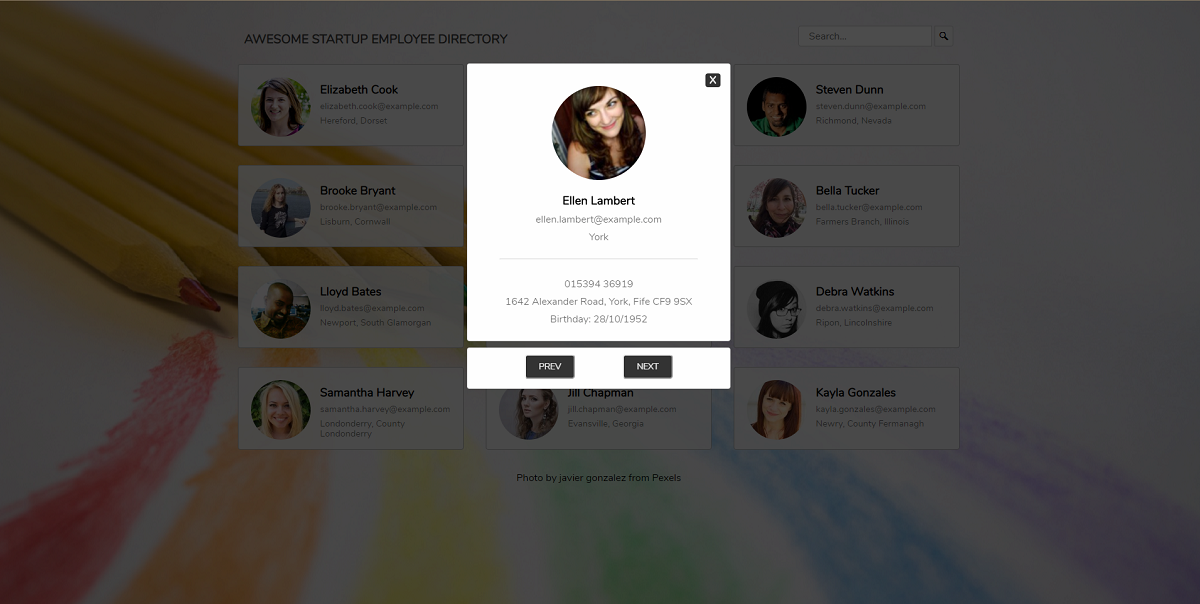 AWESOME STARTUP EMPLOYEE DIRECTORY
Search...
Elizabeth Cook
elizabeth.cook@example.com
Hereford, Dorset
X
Ellen Lambert
ellen.lambert@example.com
York
015394 36919
1642 Alexander Road, York, Fife CF9 9SX
Birthday: 28/10/1952
PREV
NEXT
Steven Dunn
steven.dunn@example.com
Richmond, Nevada
Brooke Bryant
brooke.bryant@example.com
Lisburn, Cornwall
Bella Tucker
bella.tucker@example.com
Farmers Branch, Illinois
Lloyd Bates
lloyd.bates@example.com
Newport, South Glamorgan
Debra Watkins
debra.watkins@example.com
Ripon, Lincolnshire
Samantha Harvey
samantha.harvey@example.com
Londonderry, County
Londonderry
Jill Chapman
jill.chapman@example.com
Evansville, Georgia
Kayla Gonzales
kayla.gonzales@example.com
Newry, County Fermanagh
Photo by javier gonzalez from Pexels